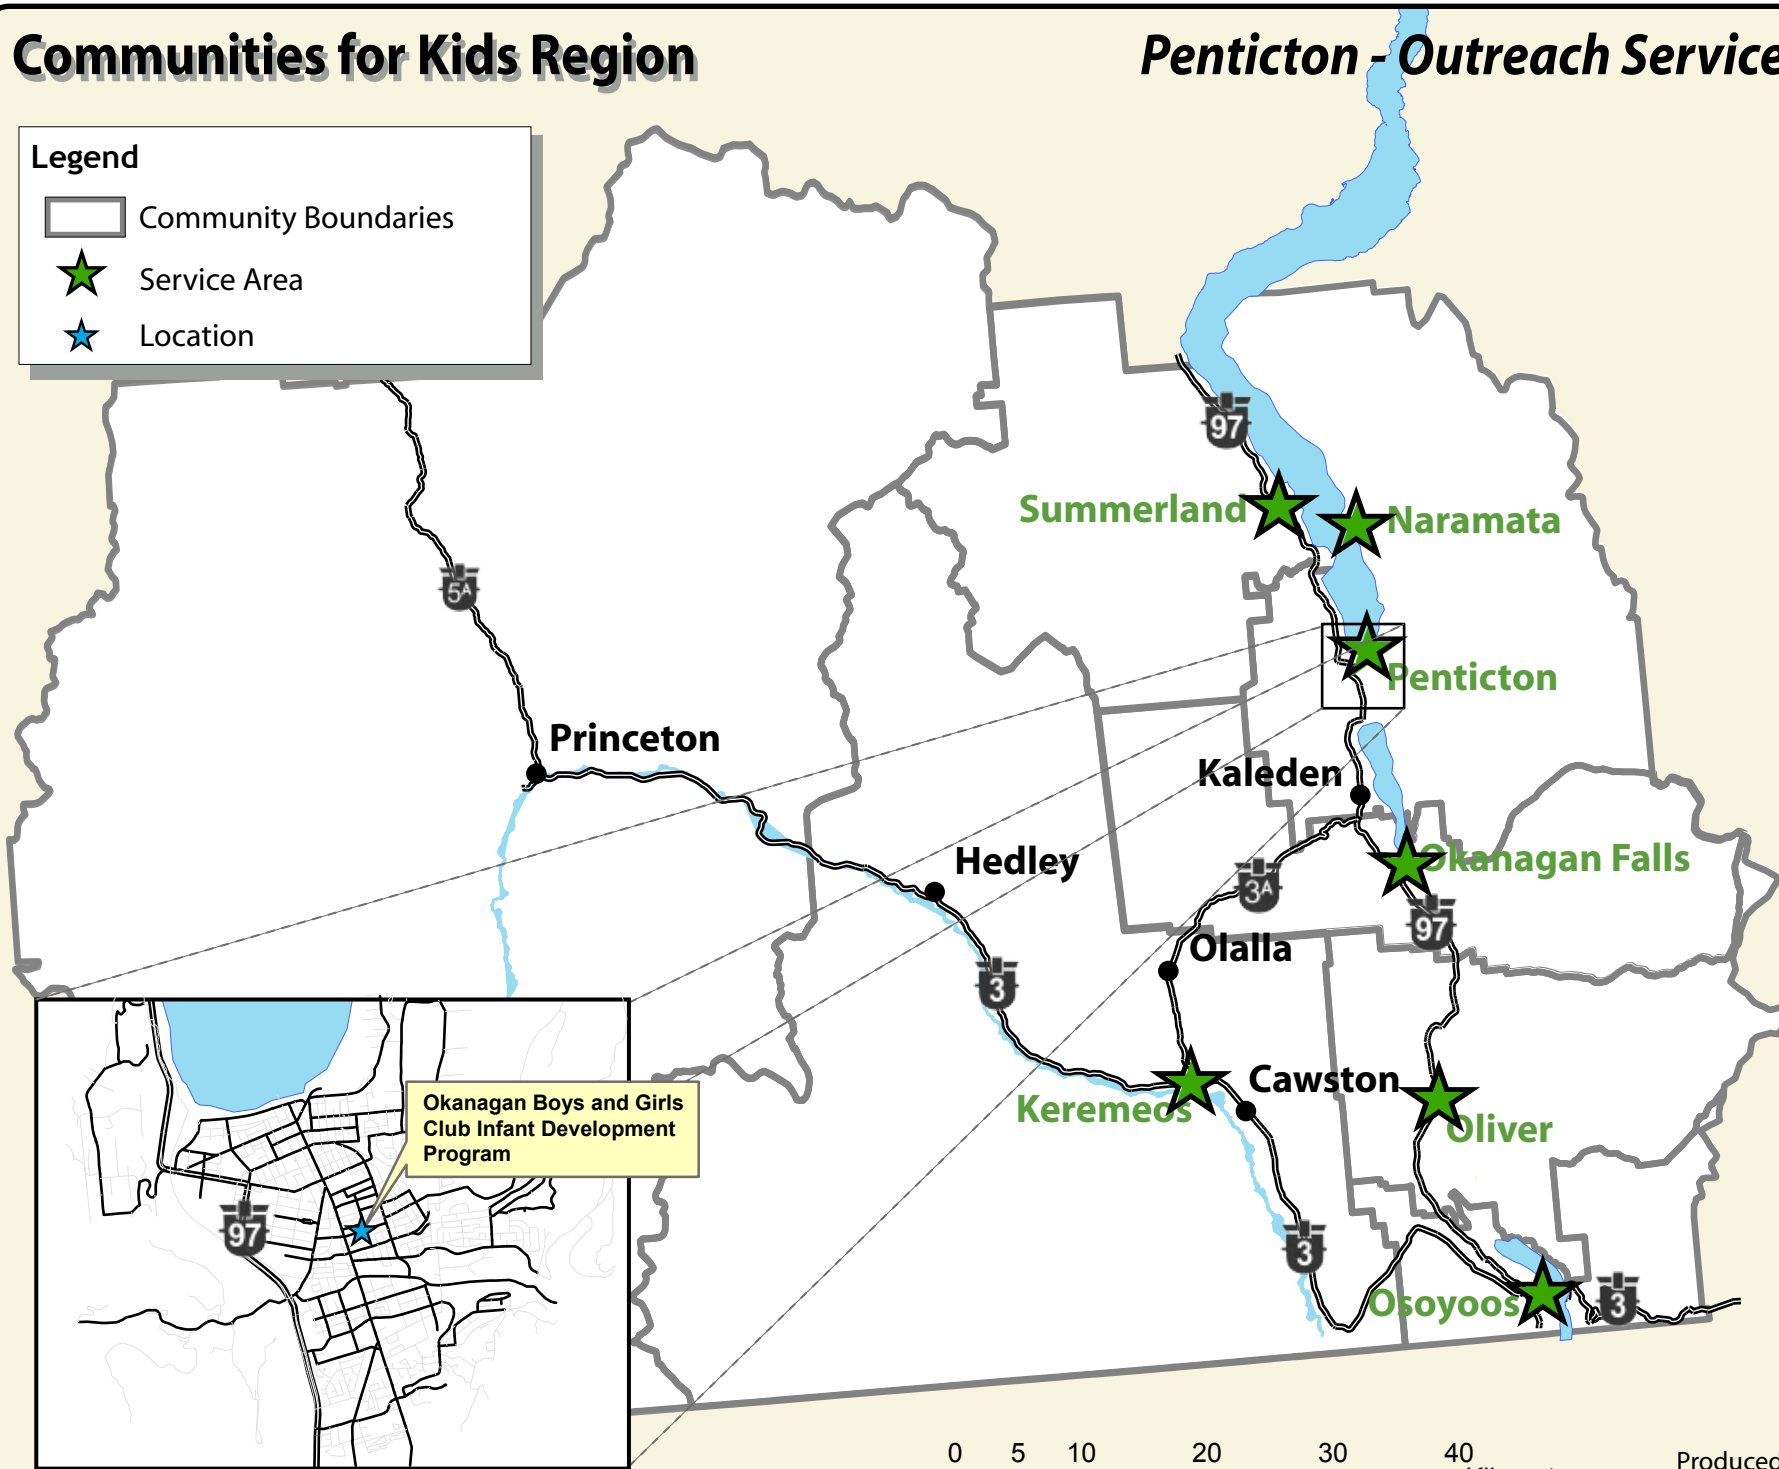 Communities for Kids Region
Penticton - Outreach Service
Legend
Community Boundaries
Service Area
Location
97
Summerland
Naramata
5A
Penticton
Princeton
Kaleden
Hedley
Okanagan Falls
3A
97
Olalla
3
Cawston
Keremeos
Oliver
Okanagan Boys and Girls
Club Infant Development
Program
97
3
Osoyoos
3
0 5 10 20 30 40
Produced